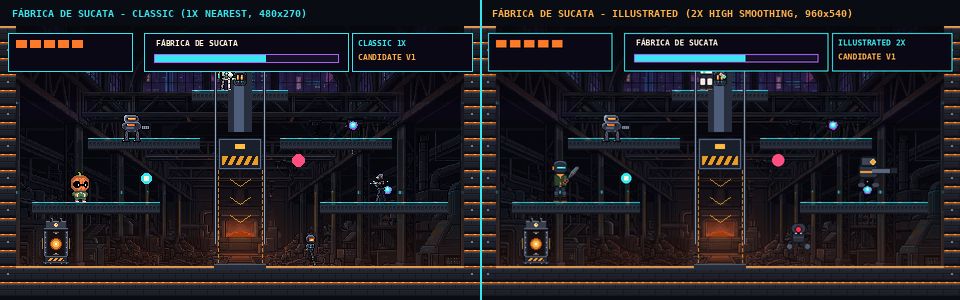 FÁBRICA DE SUCATA - CLASSIC (1X NEAREST, 480x270)
FÁBRICA DE SUCATA
CLASSIC 1X
CANDIDATE V1
FÁBRICA DE SUCATA - ILLUSTRATED (2X HIGH SMOOTHING, 960x540)
FÁBRICA DE SUCATA
ILLUSTRATED 2X
CANDIDATE V1